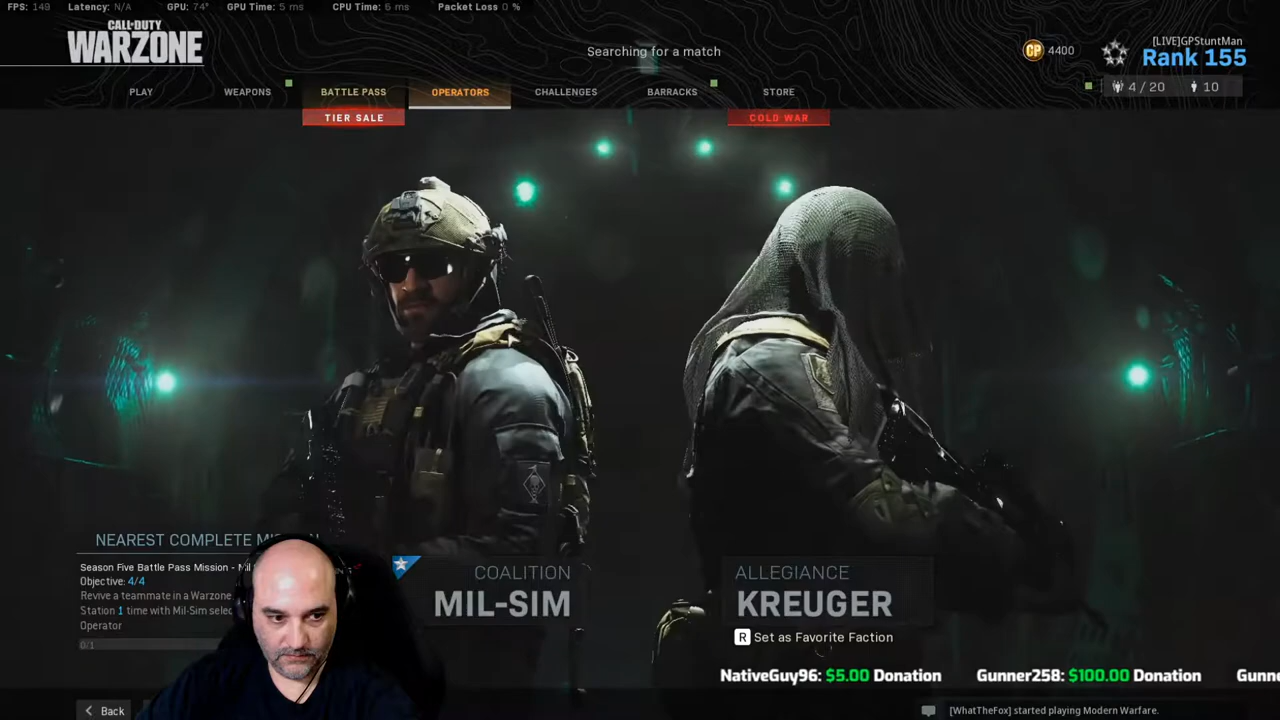 FPS: 149 Latency: N/A GPU: 74° GPU Time: 5 ms CPU Time: 6 ms Packet Loss 0 %
CALL OF DUTY
WARZONE
Searching for a match
CP 4400
[LIVE]GPStuntMan
Rank 155
4 / 20 10
PLAY WEAPONS BATTLE PASS OPERATORS CHALLENGES BARRACKS STORE
TIER SALE COLD WAR
NEAREST COMPLETE
Season Five Battle Pass Mission -
Objective: 4/4
Revive a teammate in a Warzone
Station 1 time with Mil-Sim
Operator
0/1
COALITION
MIL-SIM
ALLEGIANCE
KREUGER
R Set as Favorite Faction
NativeGuy96: $5.00 Donation Gunner258: $100.00 Donation
Back
[WhatTheFox] started playing Modern Warfare.